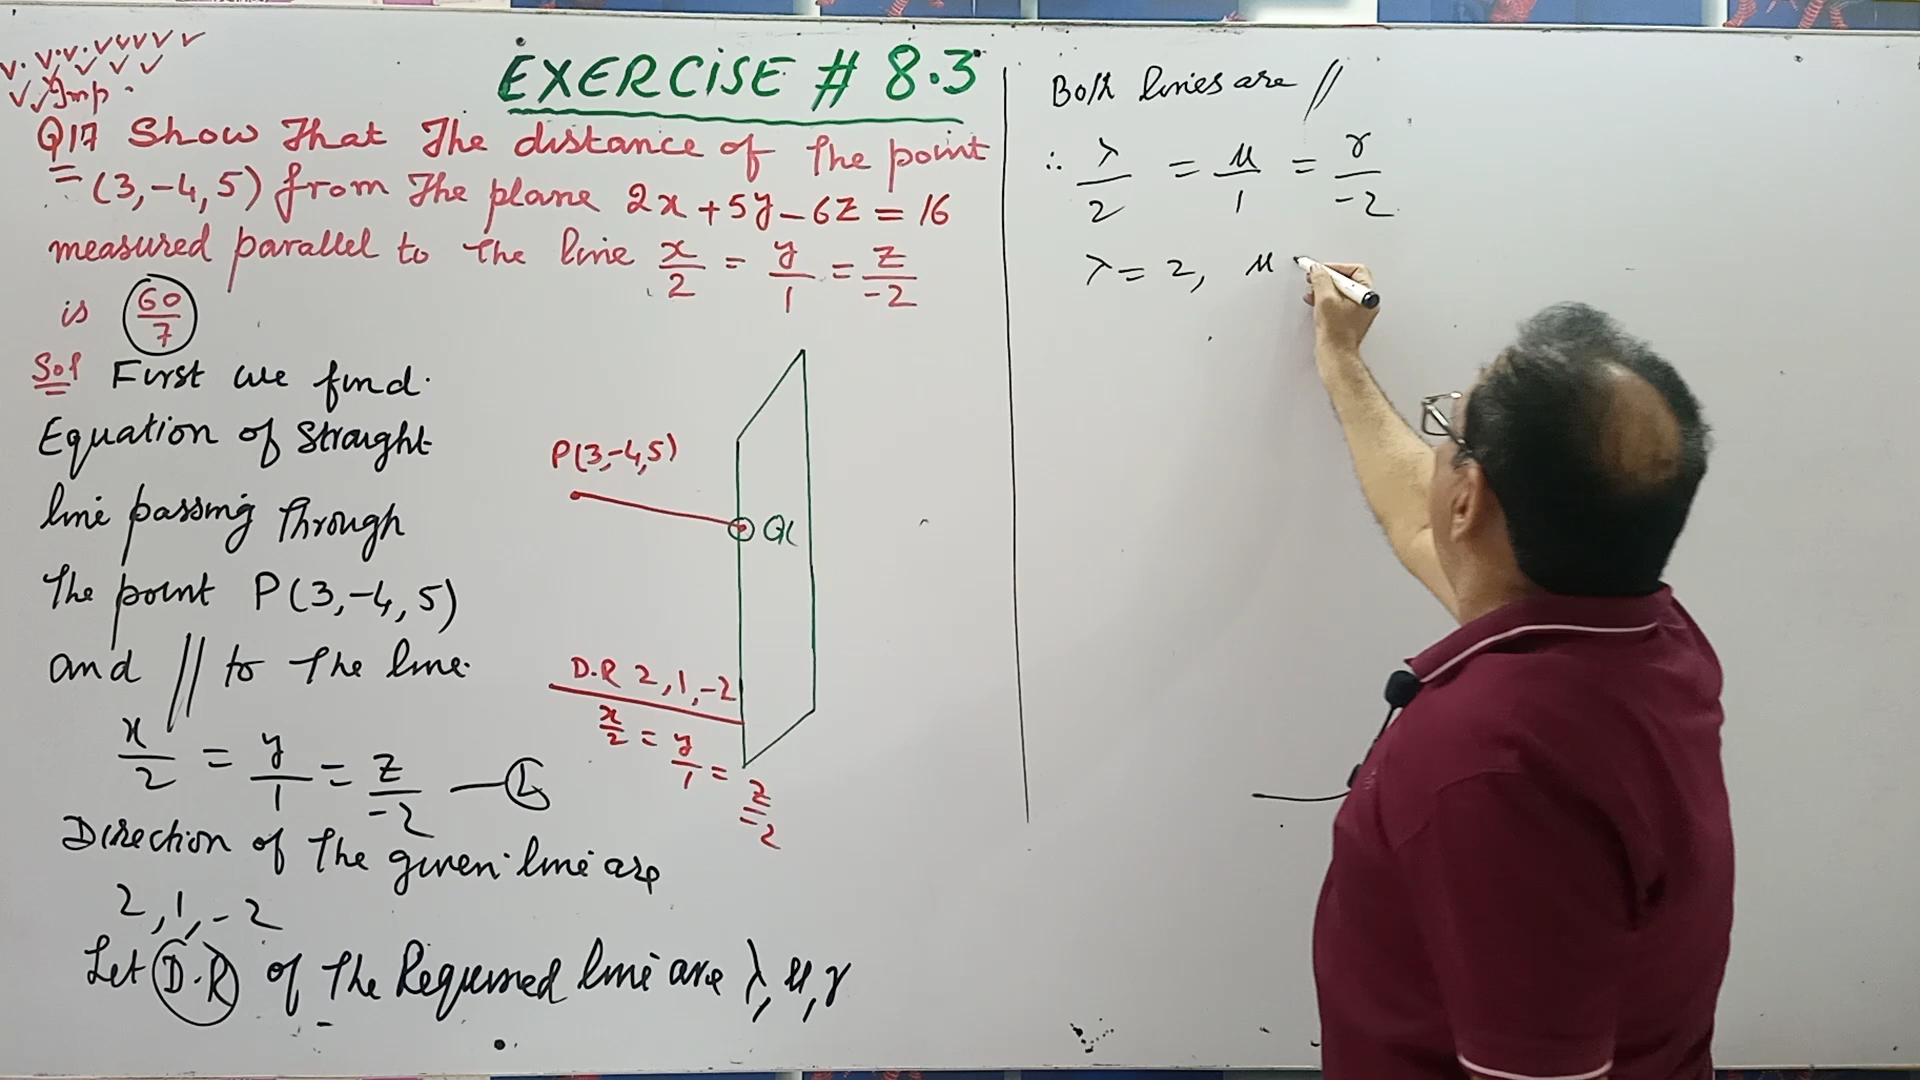 EXERCISE # 8.3
Imp.
Q17 Show That The distance of The point
(3,-4,5) from The plane 2x+5y-6z=16
measured parallel to The line x/2 = y/1 = z/-2
is 60/7
Sol First we find.
Equation of Straight
line passing Through
The point P(3,-4,5)
and // to The line.
x/2 = y/1 = z/-2 — L
Direction of The given line are
2,1,-2
Let D.R of The Required line are λ,μ,γ
P(3,-4,5)
Q
D.R 2,1,-2
x/2 = y/1 = z/-2
Both lines are //
∴ λ/2 = μ/1 = γ/-2
λ = 2, μ